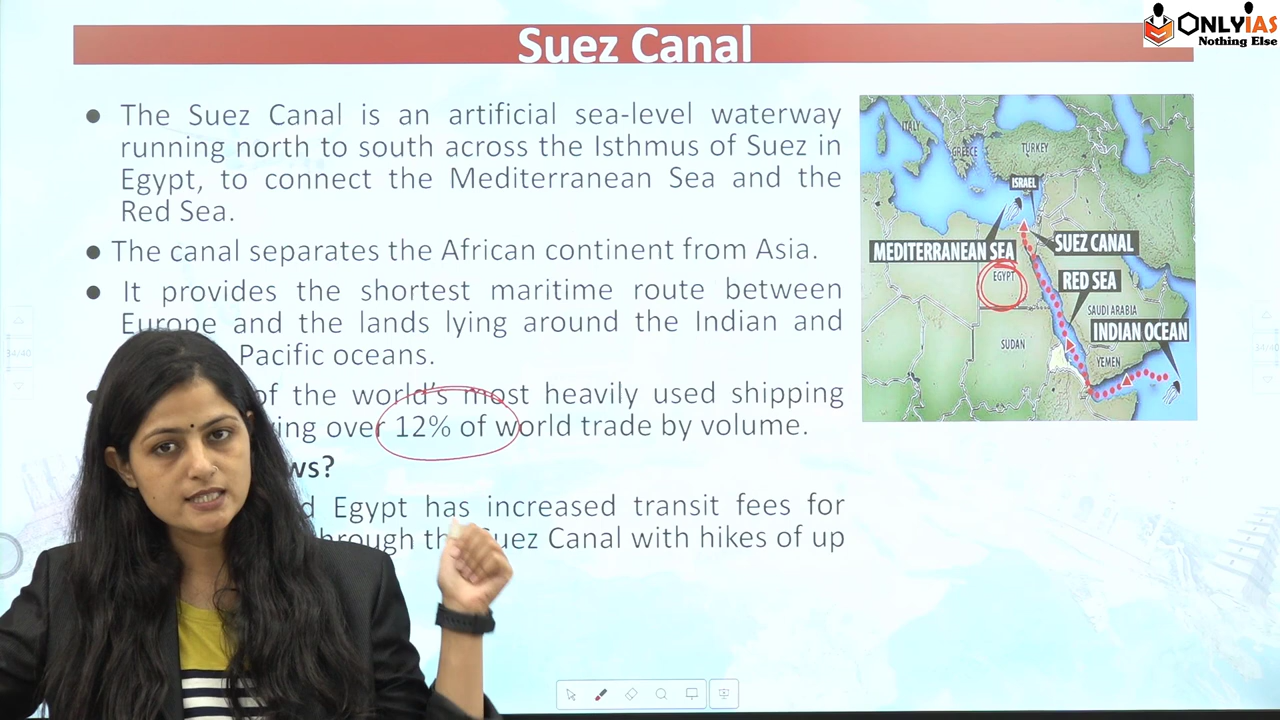 ONLYIAS
Nothing Else
Suez Canal
● The Suez Canal is an artificial sea-level waterway
running north to south across the Isthmus of Suez in
Egypt, to connect the Mediterranean Sea and the
Red Sea.
● The canal separates the African continent from Asia.
● It provides the shortest maritime route between
Europe and the lands lying around the Indian and
Pacific oceans.
of the world's most heavily used shipping
over 12% of world trade by volume.
Egypt has increased transit fees for
Suez Canal with hikes of up
ITALY
GREECE
TURKEY
ISRAEL
MEDITERRANEAN SEA
SUEZ CANAL
EGYPT
RED SEA
SAUDI ARABIA
INDIAN OCEAN
SUDAN
YEMEN
34/40
34/40